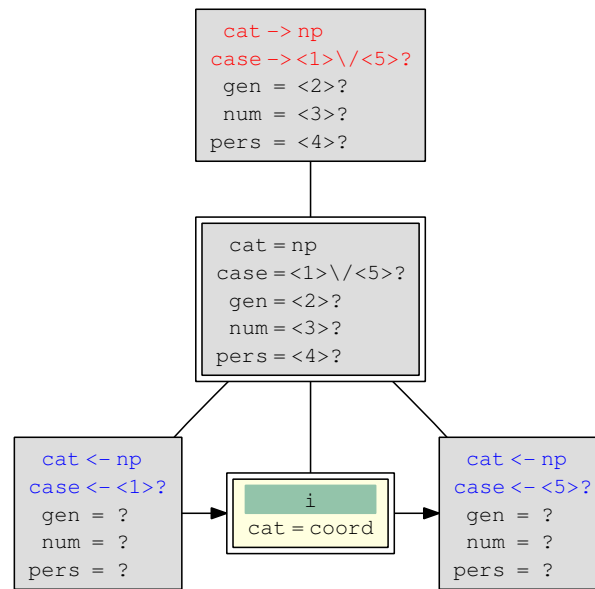 cat -> np
case -> <1>\/<5>?
gen = <2>?
num = <3>?
pers = <4>?
cat = np
case = <1>\/<5>?
gen = <2>?
num = <3>?
pers = <4>?
cat <- np
case <- <1>?
gen = ?
num = ?
pers = ?
i
cat = coord
cat <- np
case <- <5>?
gen = ?
num = ?
pers = ?